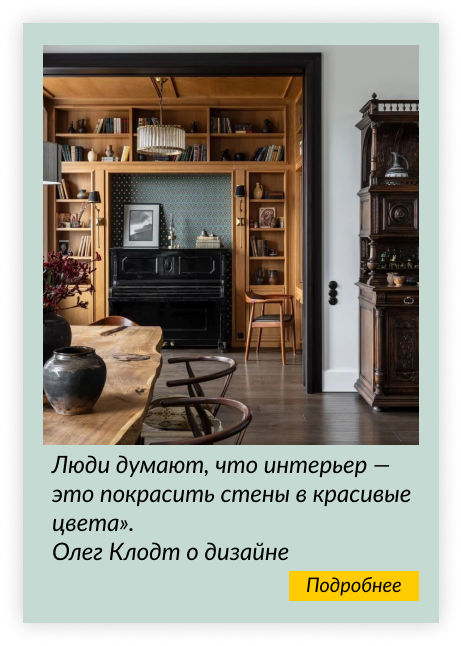 Люди думают, что интерьер —
это покрасить стены в красивые
цвета».
Олег Клодт о дизайне
Подробнее